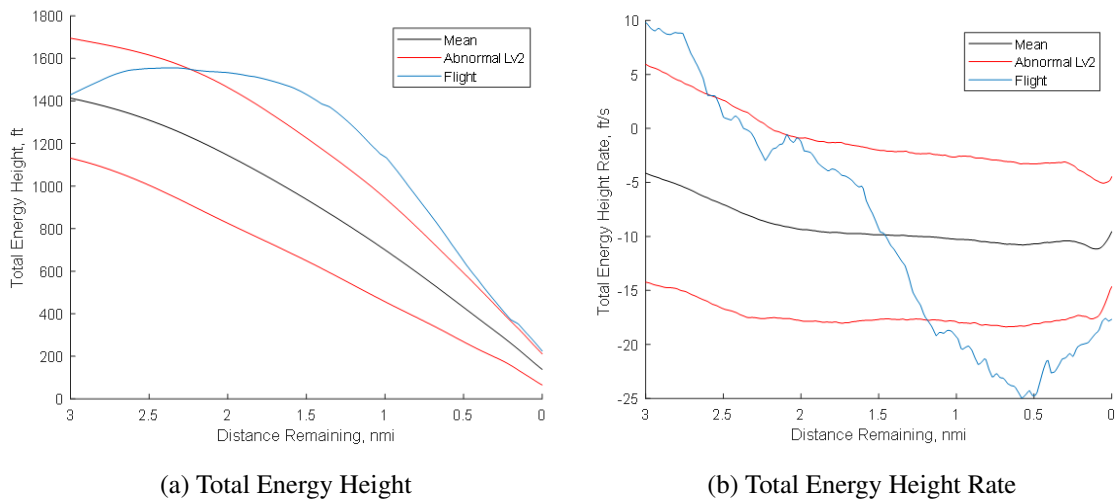 1800
1600
1400
1200
1000
800
600
400
200
0
Total Energy Height, ft
3
2.5
2
1.5
1
0.5
0
Distance Remaining, nmi
Mean
Abnormal Lv2
Flight
(a) Total Energy Height
10
5
0
-5
-10
-15
-20
-25
Total Energy Height Rate, ft/s
3
2.5
2
1.5
1
0.5
0
Distance Remaining, nmi
Mean
Abnormal Lv2
Flight
(b) Total Energy Height Rate